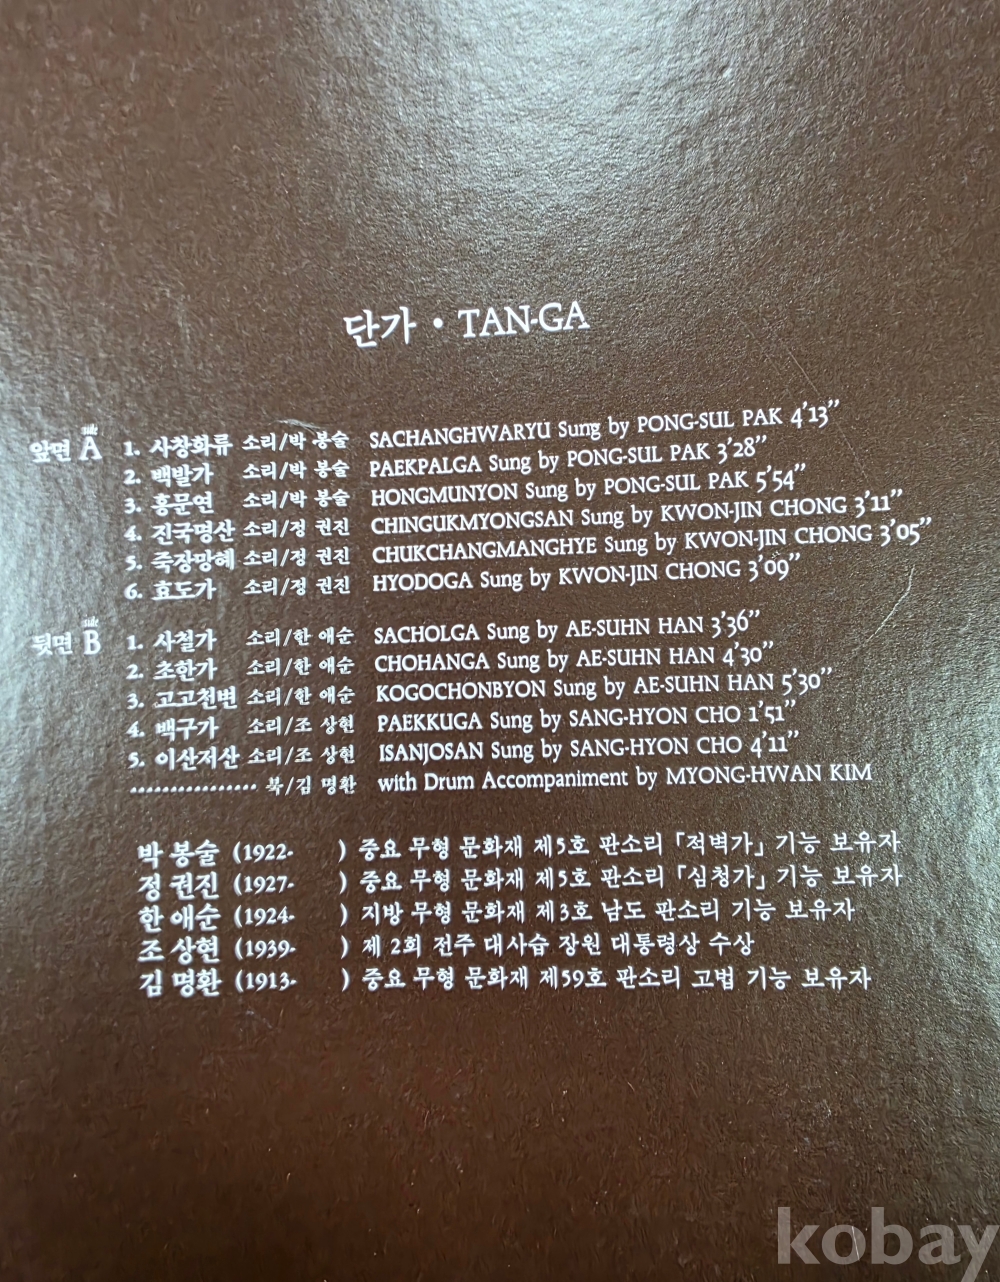 단가 · TAN-GA
앞면 side A 1. 사창화류 소리/박 봉술 SACHANGHWARYU Sung by PONG-SUL PAK 4'13"
2. 백발가 소리/박 봉술 PAEKPALGA Sung by PONG-SUL PAK 3'28"
3. 홍문연 소리/박 봉술 HONGMUNYON Sung by PONG-SUL PAK 5'54"
4. 진국명산 소리/정 권진 CHINGUKMYONGSAN Sung by KWON-JIN CHONG 3'11"
5. 죽장망혜 소리/정 권진 CHUKCHANGMANGHYE Sung by KWON-JIN CHONG 3'05"
6. 효도가 소리/정 권진 HYODOGA Sung by KWON-JIN CHONG 3'09"
뒷면 side B 1. 사철가 소리/한 애순 SACHOLGA Sung by AE-SUHN HAN 3'36"
2. 초한가 소리/한 애순 CHOHANGA Sung by AE-SUHN HAN 4'30"
3. 고고천변 소리/한 애순 KOGOCHONBYON Sung by AE-SUHN HAN 5'30"
4. 백구가 소리/조 상현 PAEKKUGA Sung by SANG-HYON CHO 1'51"
5. 이산저산 소리/조 상현 ISANJOSAN Sung by SANG-HYON CHO 4'11"
................ 북/김 명환 with Drum Accompaniment by MYONG-HWAN KIM
박 봉술 (1922- ) 중요 무형 문화재 제5호 판소리 「적벽가」 기능 보유자
정 권진 (1927- ) 중요 무형 문화재 제5호 판소리 「심청가」 기능 보유자
한 애순 (1924- ) 지방 무형 문화재 제3호 남도 판소리 기능 보유자
조 상현 (1939- ) 제 2회 전주 대사습 장원 대통령상 수상
김 명환 (1913- ) 중요 무형 문화재 제59호 판소리 고법 기능 보유자
kobay